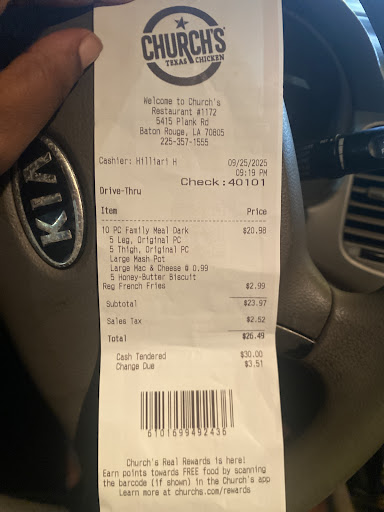 CHURCH'S
TEXAS CHICKEN
Welcome to Church's
Restaurant #1172
5415 Plank Rd
Baton Rouge, LA 70805
225-357-1555
Cashier: Hilliari H 09/25/2025
09:19 PM
Check:40101
Drive-Thru
Item Price
10 PC Family Meal Dark $20.98
5 Leg, Original PC
5 Thigh, Original PC
Large Mash-Pot
Large Mac & Cheese @ 0.99
5 Honey-Butter Biscuit
Reg French Fries $2.99
Subtotal $23.97
Sales Tax $2.52
Total $26.49
Cash Tendered $30.00
Change Due $3.51
6101699492436
Church's Real Rewards is here!
Earn points towards FREE food by scanning
the barcode (if shown) in the Church's app
Learn more at churchs.com/rewards
KIA